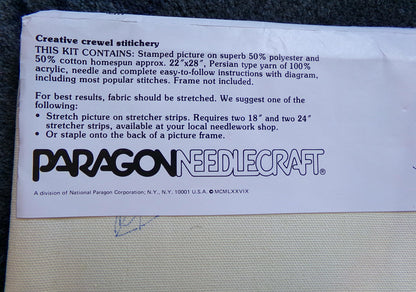 Creative crewel stitchery
THIS KIT CONTAINS: Stamped picture on superb 50% polyester and
50% cotton homespun approx. 22"x28", Persian type yarn of 100%
acrylic, needle and complete easy-to-follow instructions with diagram,
including most popular stitches. Frame not included.
For best results, fabric should be stretched. We suggest one of the
following:
• Stretch picture on stretcher strips. Requires two 18" and two 24"
stretcher strips, available at your local needlework shop.
• Or staple onto the back of a picture frame.
PARAGON NEEDLECRAFT®
A division of National Paragon Corporation; N.Y., N.Y. 10001 U.S.A. ©MCMLXXVIX